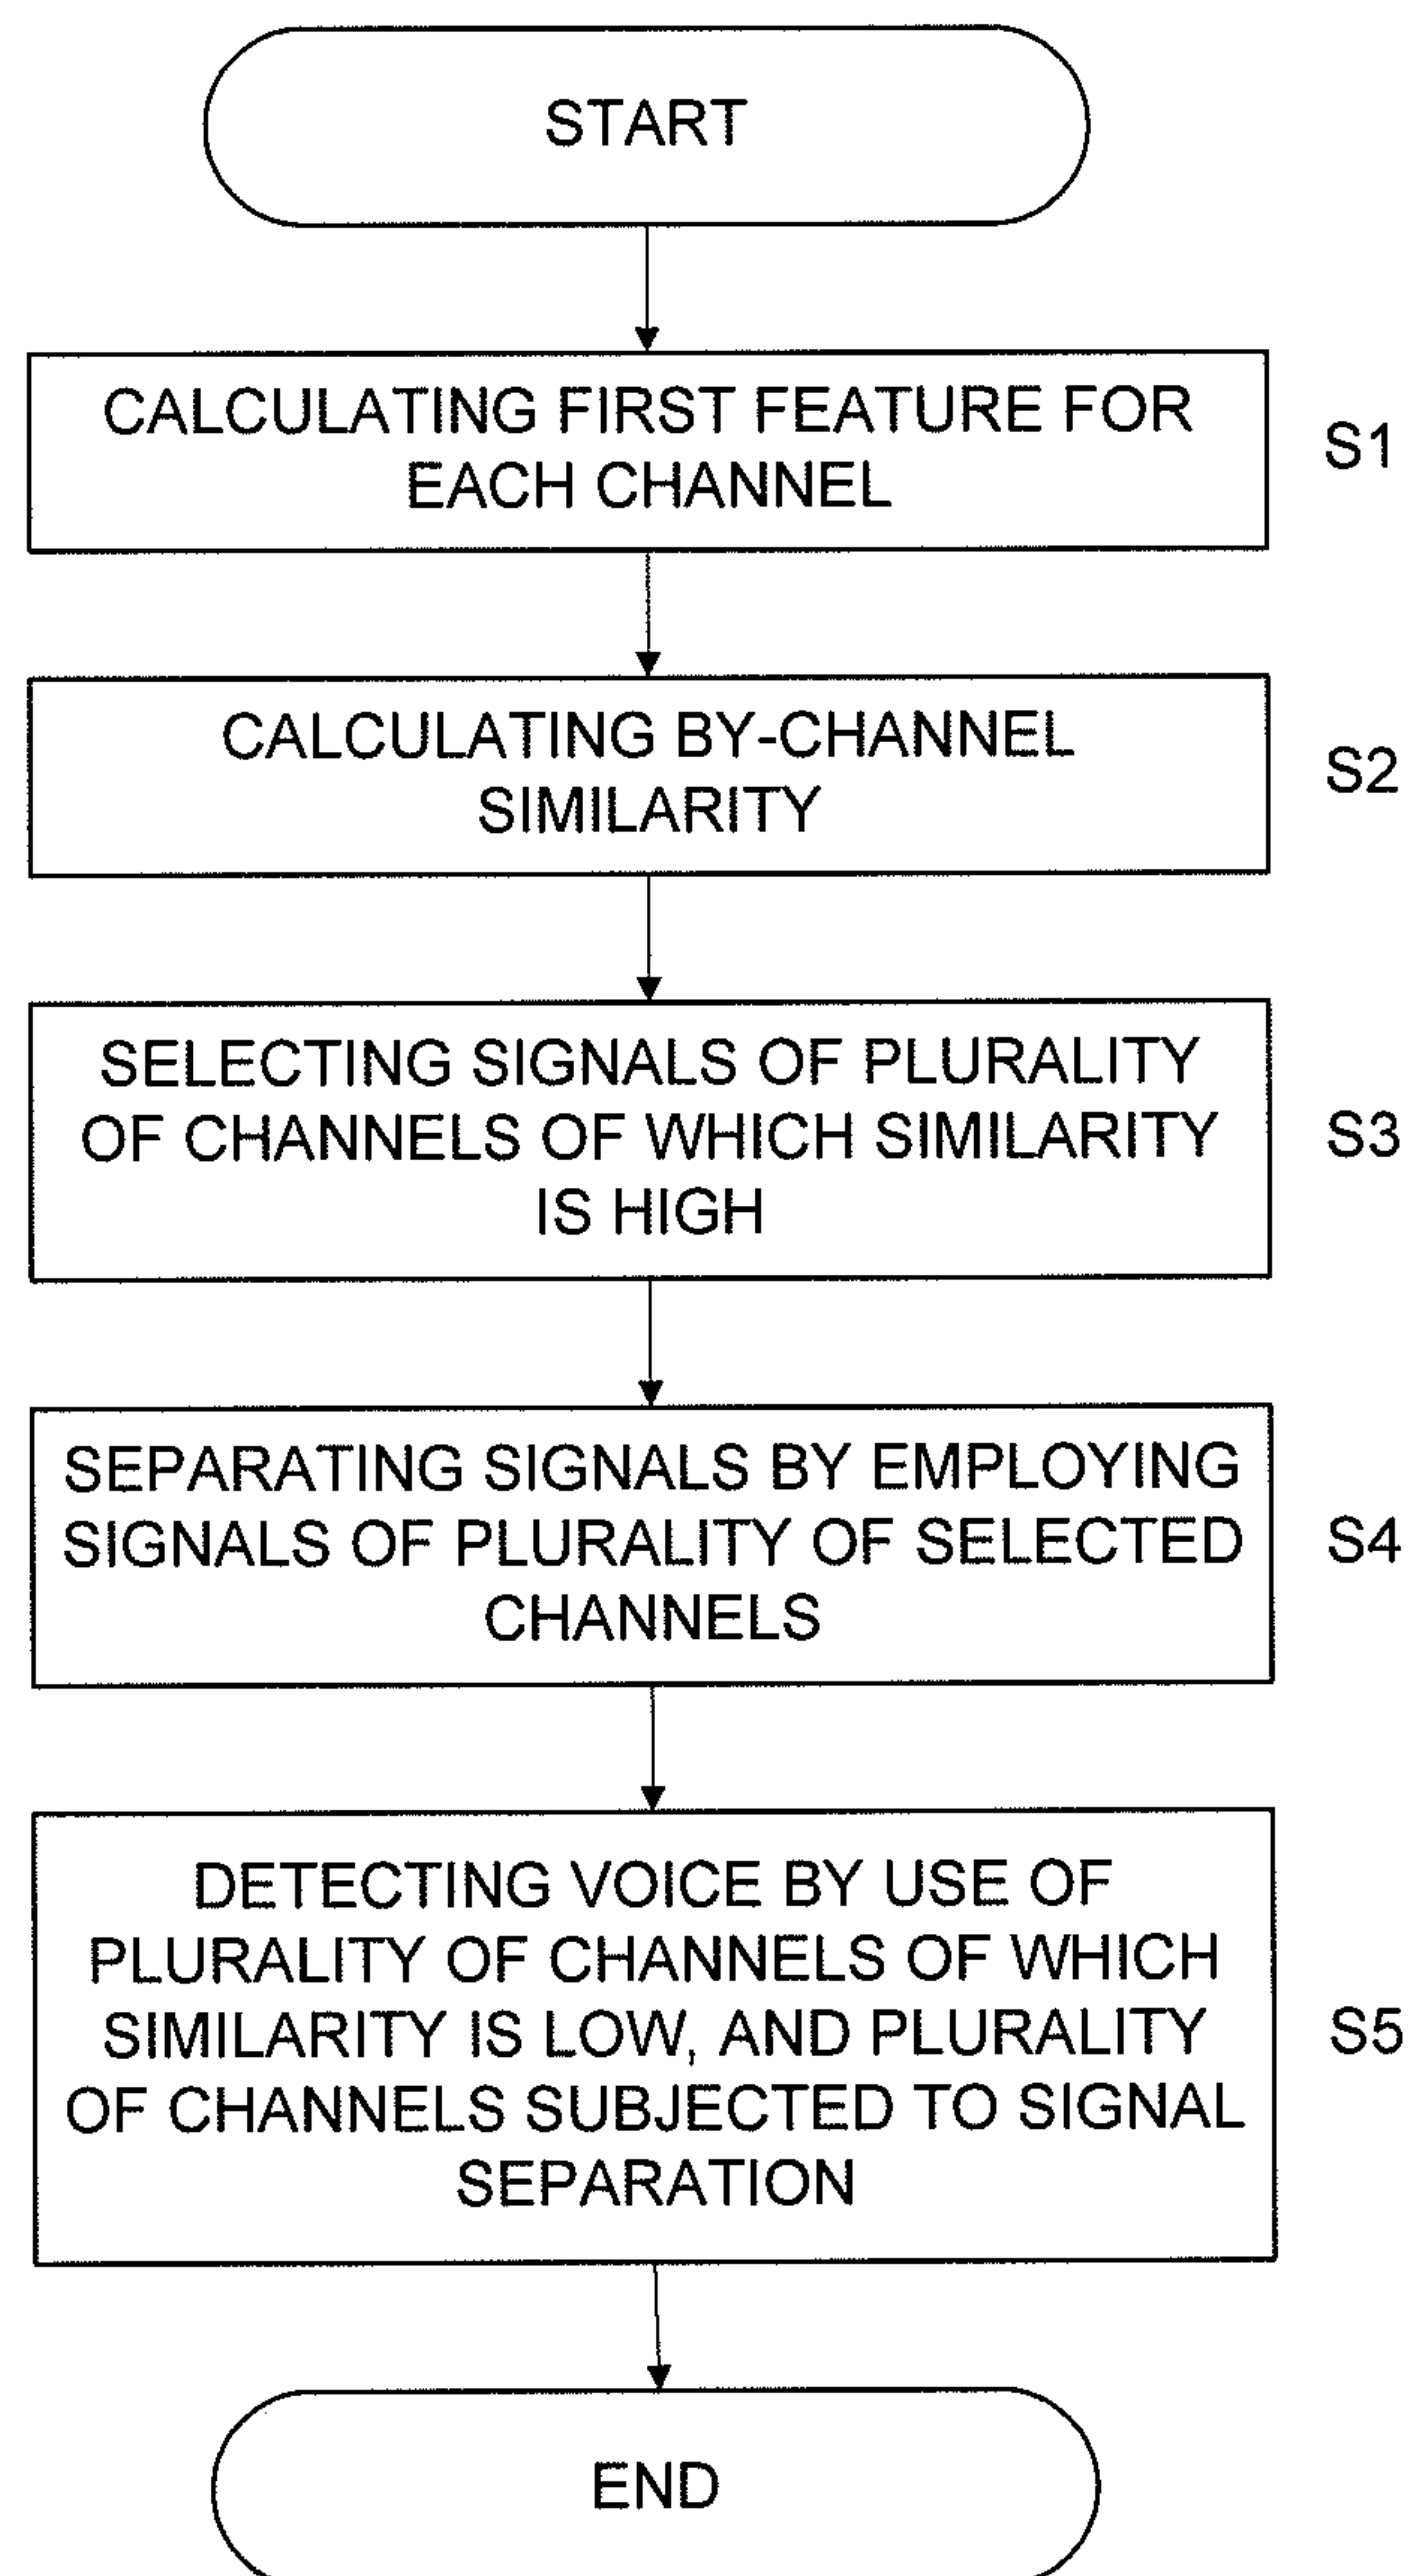 START
CALCULATING FIRST FEATURE FOR
EACH CHANNEL
S1
CALCULATING BY-CHANNEL
SIMILARITY
S2
SELECTING SIGNALS OF PLURALITY
OF CHANNELS OF WHICH SIMILARITY
IS HIGH
S3
SEPARATING SIGNALS BY EMPLOYING
SIGNALS OF PLURALITY OF SELECTED
CHANNELS
S4
DETECTING VOICE BY USE OF
PLURALITY OF CHANNELS OF WHICH
SIMILARITY IS LOW, AND PLURALITY
OF CHANNELS SUBJECTED TO SIGNAL
SEPARATION
S5
END